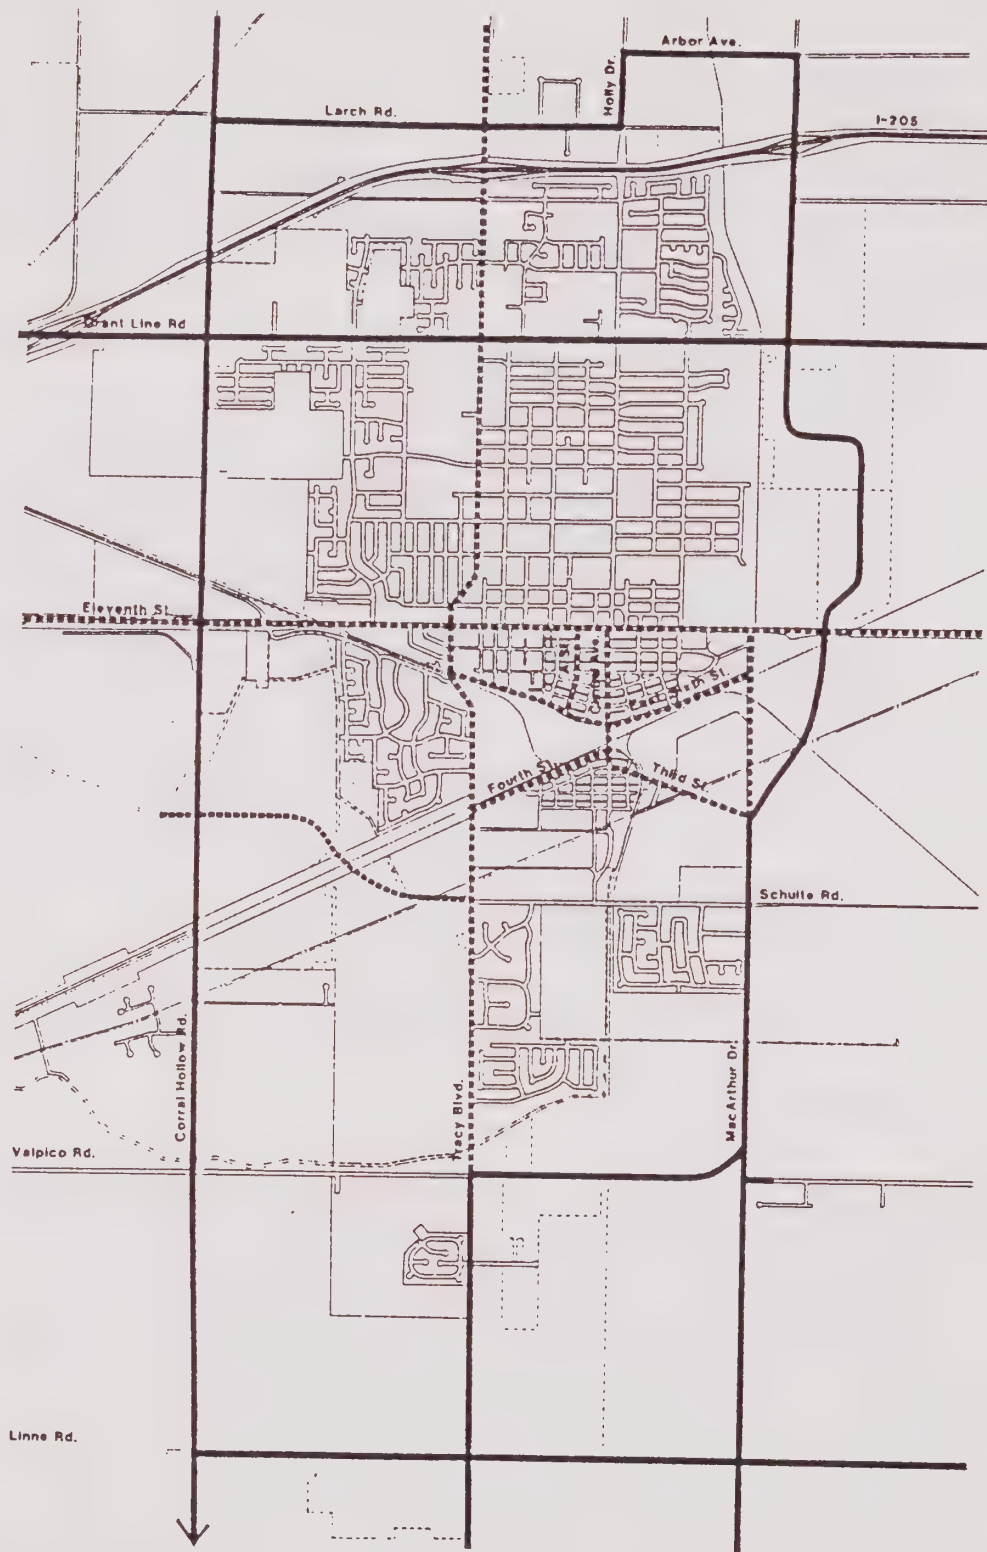 Arbor Ave.
Holly Dr.
Larch Rd.
I-205
Grant Line Rd
Eleventh St.
Fourth St.
Third St.
Schulte Rd.
Corral Hollow Rd.
Tracy Blvd.
MacArthur Dr.
Valpico Rd.
Linne Rd.